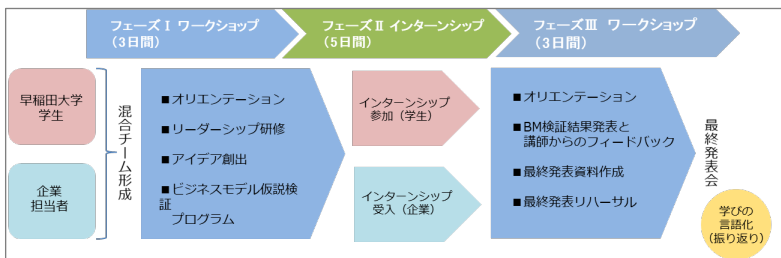 フェーズⅠ ワークショップ
(3日間)
フェーズⅡ インターンシップ
(5日間)
フェーズⅢ ワークショップ
(3日間)
早稲田大学
学生
企業
担当者
混合チーム形成
■オリエンテーション
■リーダーシップ研修
■アイデア創出
■ビジネスモデル仮説検
証
プログラム
インターンシップ
参加(学生)
インターンシップ
受入(企業)
■オリエンテーション
■BM検証結果発表と
講師からのフィードバック
■最終発表資料作成
■最終発表リハーサル
最終発表会
学びの
言語化
(振り返り)